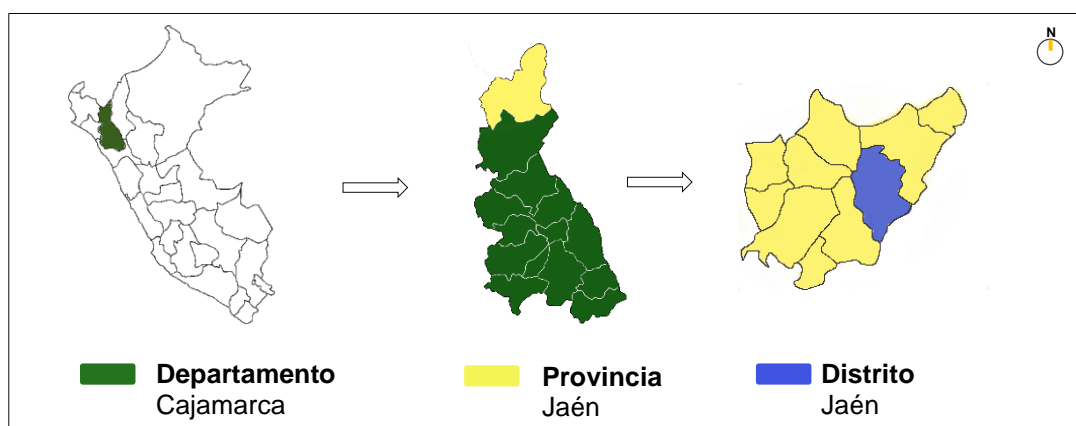 N
Departamento
Cajamarca
Provincia
Jaén
Distrito
Jaén